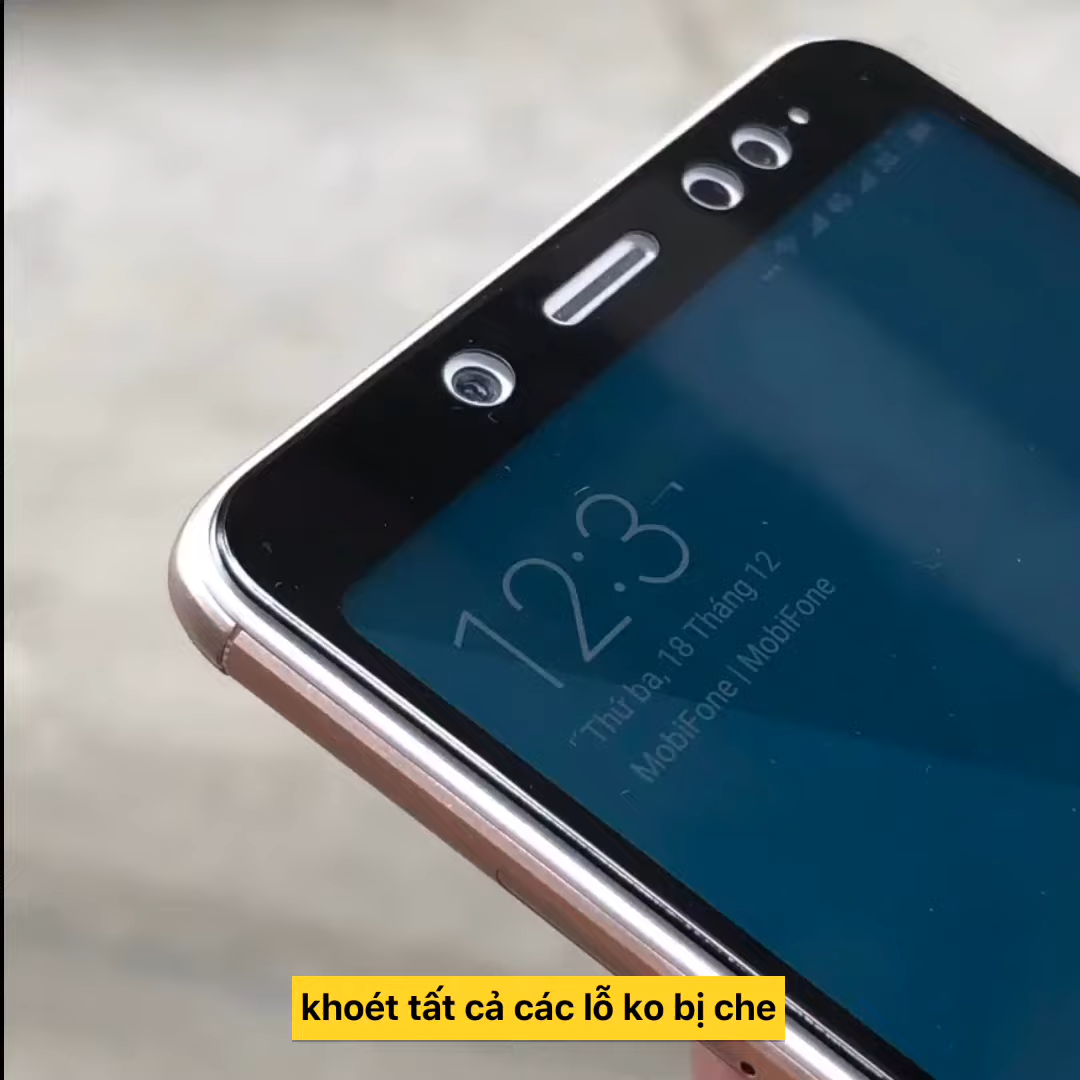 12:3
Thứ ba, 18 Tháng 12
MobiFone | MobiFone
khoét tất cả các lỗ ko bị che